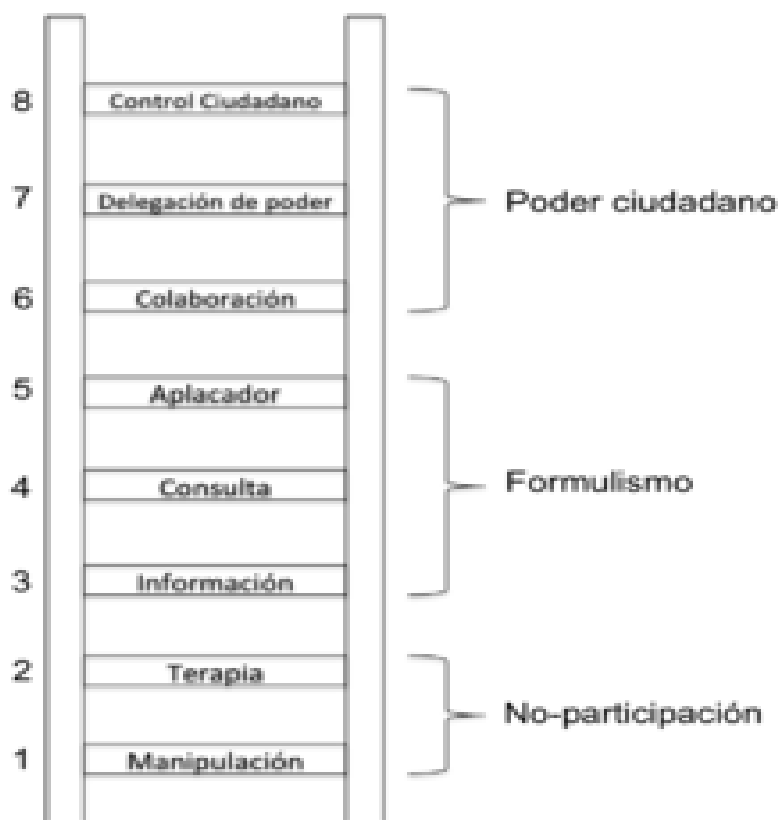 8 Control Ciudadano
7 Delegación de poder
Poder ciudadano
6 Colaboración
5 Aplacador
4 Consulta
Formulismo
3 Información
2 Terapia
No-participación
1 Manipulación